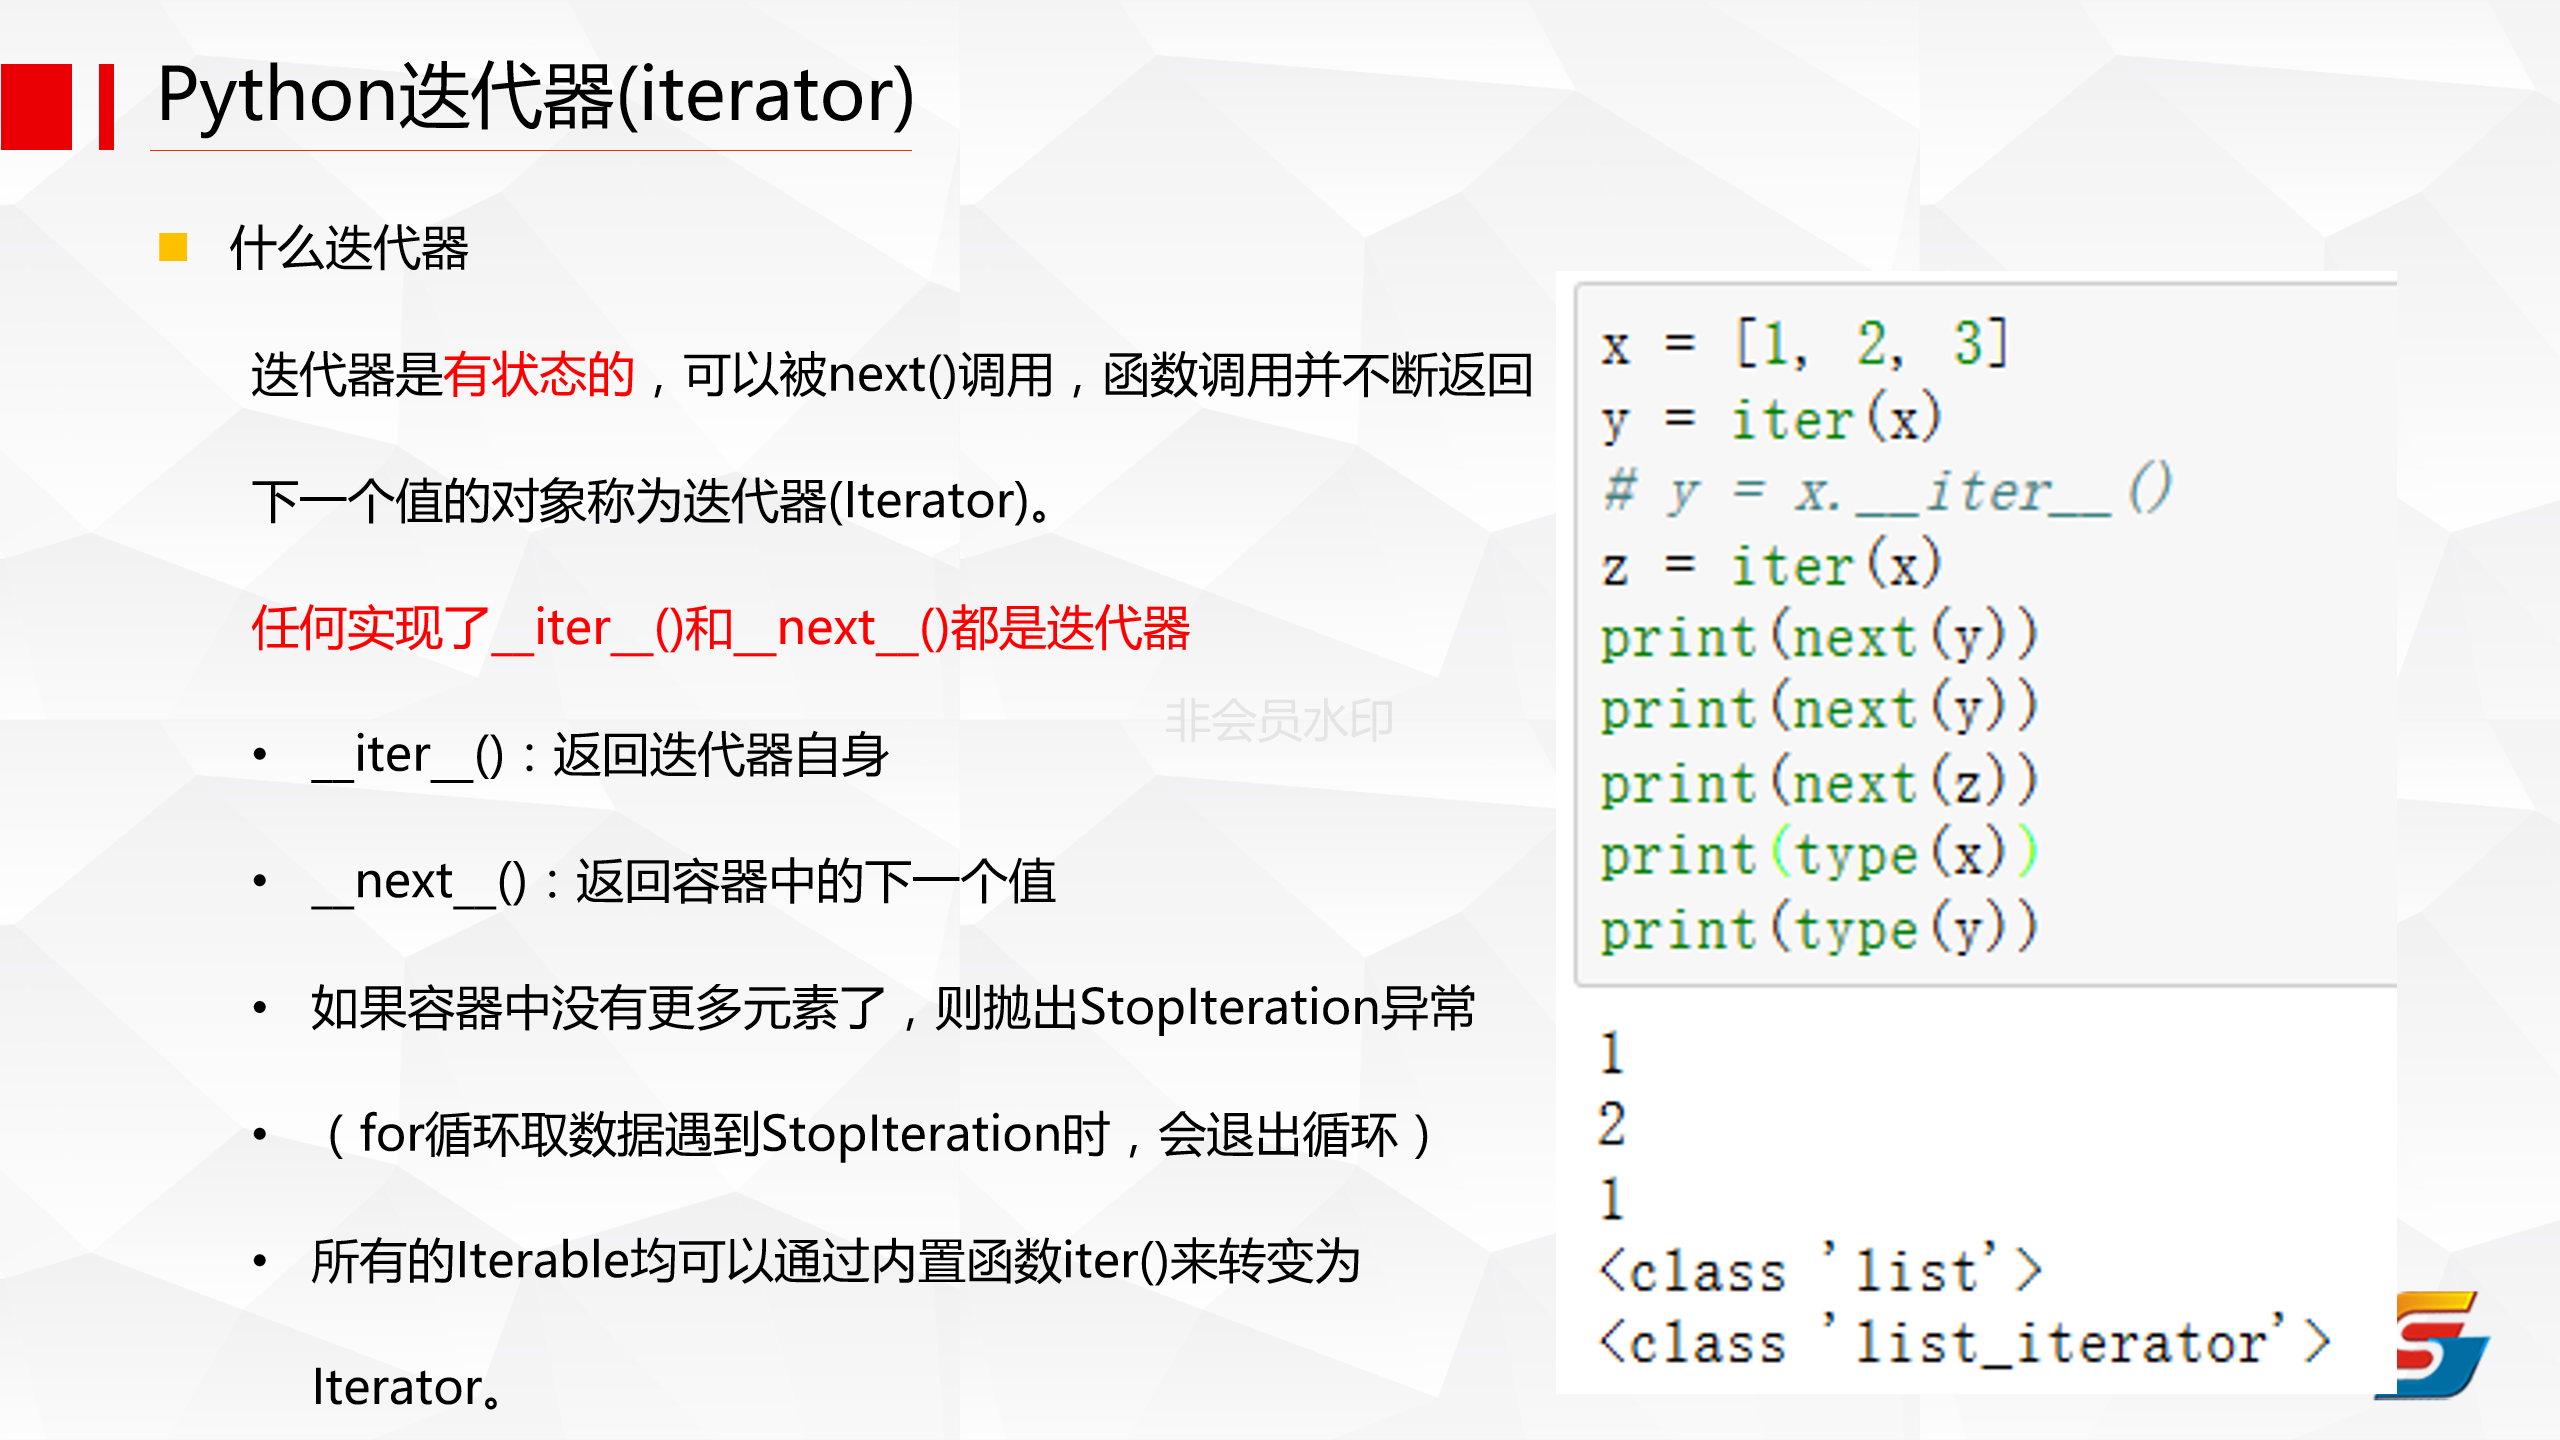 Python迭代器(iterator)
什么迭代器
迭代器是有状态的，可以被next()调用，函数调用并不断返回
下一个值的对象称为迭代器(Iterator)。
任何实现了__iter__()和__next__()都是迭代器
• __iter__()：返回迭代器自身
• __next__()：返回容器中的下一个值
• 如果容器中没有更多元素了，则抛出StopIteration异常
• （for循环取数据遇到StopIteration时，会退出循环）
• 所有的Iterable均可以通过内置函数iter()来转变为
Iterator。
非会员水印
x = [1, 2, 3]
y = iter(x)
# y = x.__iter__()
z = iter(x)
print(next(y))
print(next(y))
print(next(z))
print(type(x))
print(type(y))
1
2
1
<class 'list'>
<class 'list_iterator'>